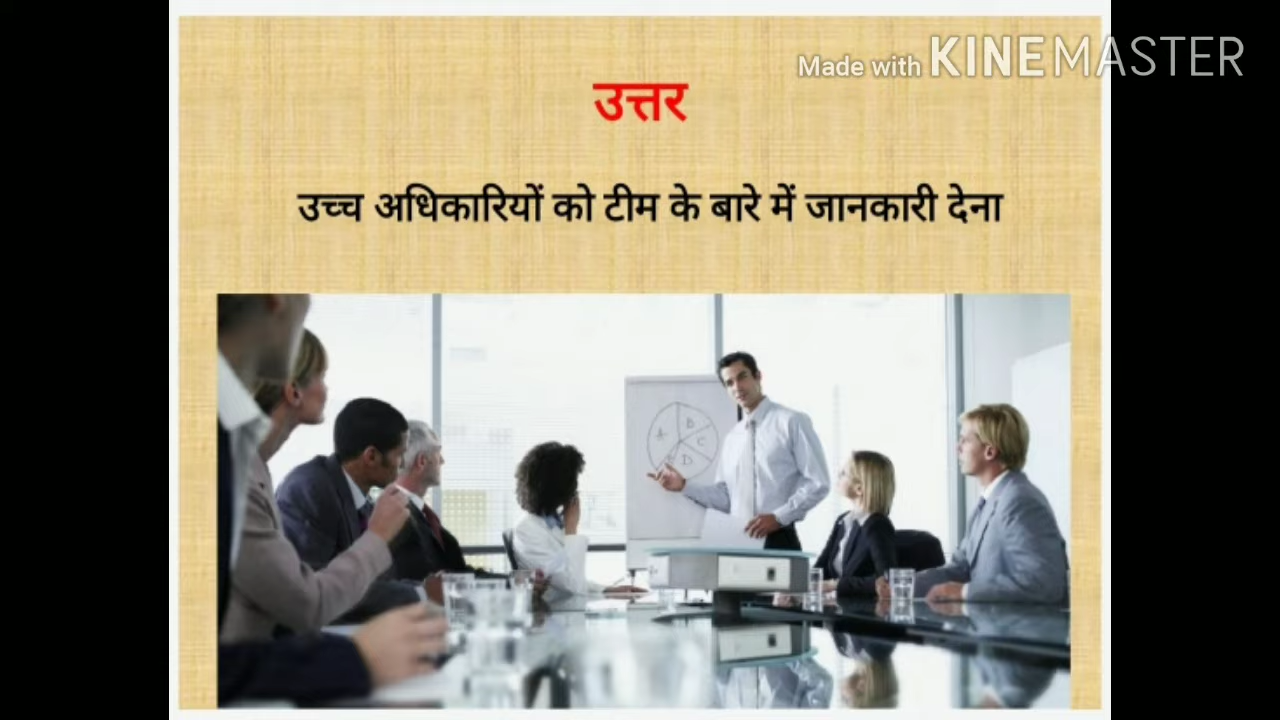 Made with KINEMASTER
उत्तर
उच्च अधिकारियों को टीम के बारे में जानकारी देना
A B
C
D